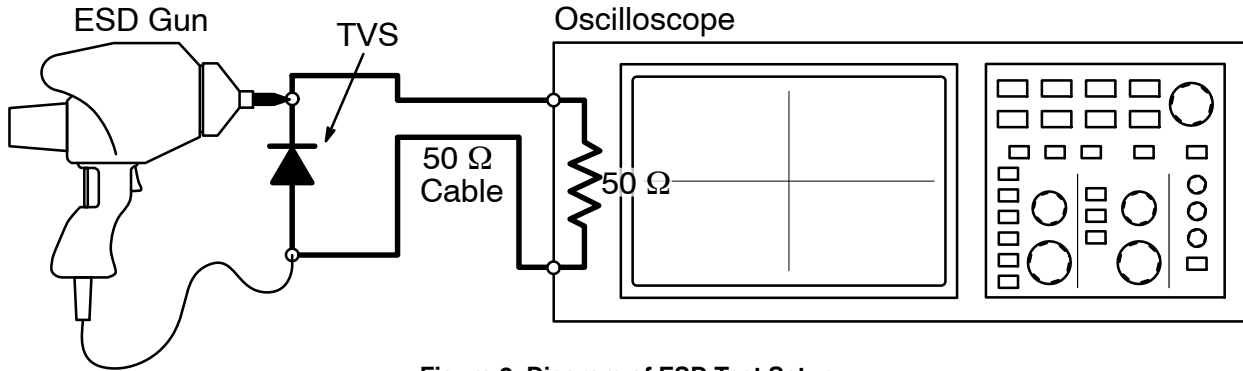 ESD Gun
TVS
Oscilloscope
50 Ω
Cable
50 Ω